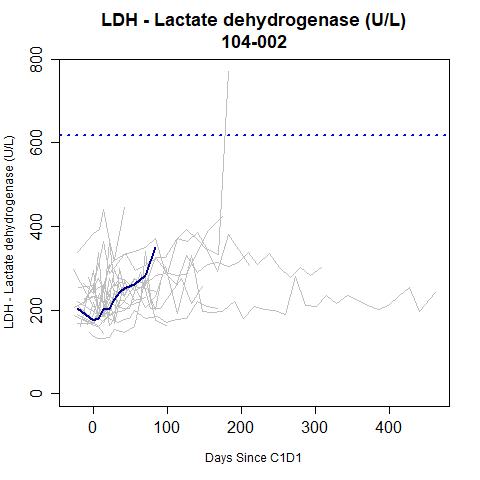 LDH - Lactate dehydrogenase (U/L)
104-002
LDH - Lactate dehydrogenase (U/L)
800
600
400
200
0
0 100 200 300 400
Days Since C1D1